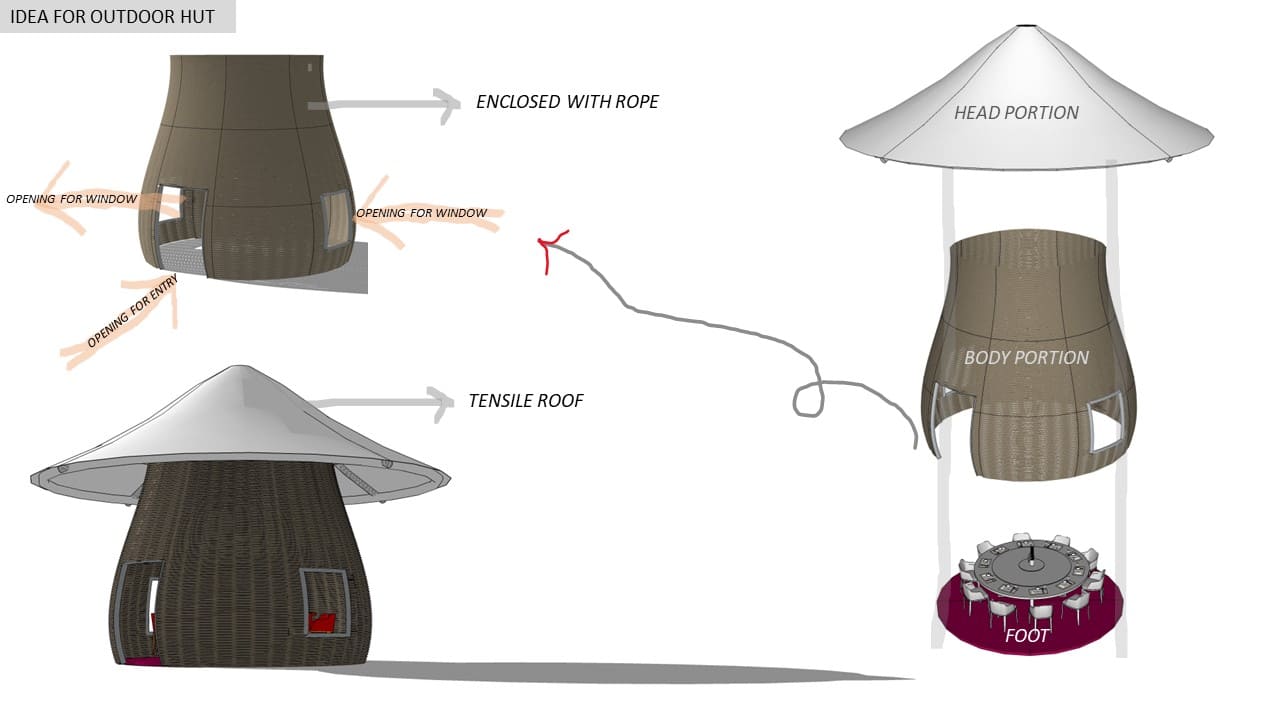 IDEA FOR OUTDOOR HUT
ENCLOSED WITH ROPE
HEAD PORTION
OPENING FOR WINDOW
OPENING FOR WINDOW
OPENING FOR ENTRY
BODY PORTION
TENSILE ROOF
FOOT